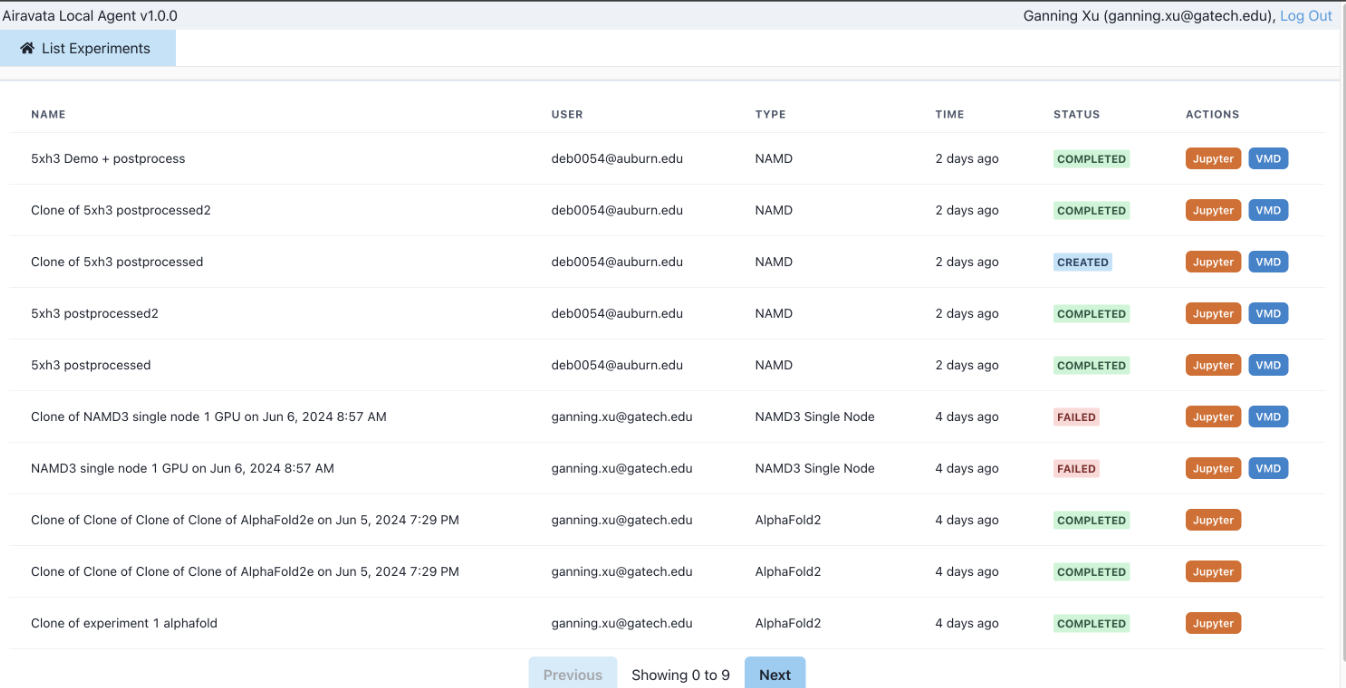 Airavata Local Agent v1.0.0 Ganning Xu (ganning.xu@gatech.edu), Log Out
List Experiments
NAME USER TYPE TIME STATUS ACTIONS
5xh3 Demo + postprocess deb0054@auburn.edu NAMD 2 days ago COMPLETED Jupyter VMD
Clone of 5xh3 postprocessed2 deb0054@auburn.edu NAMD 2 days ago COMPLETED Jupyter VMD
Clone of 5xh3 postprocessed deb0054@auburn.edu NAMD 2 days ago CREATED Jupyter VMD
5xh3 postprocessed2 deb0054@auburn.edu NAMD 2 days ago COMPLETED Jupyter VMD
5xh3 postprocessed deb0054@auburn.edu NAMD 2 days ago COMPLETED Jupyter VMD
Clone of NAMD3 single node 1 GPU on Jun 6, 2024 8:57 AM ganning.xu@gatech.edu NAMD3 Single Node 4 days ago FAILED Jupyter VMD
NAMD3 single node 1 GPU on Jun 6, 2024 8:57 AM ganning.xu@gatech.edu NAMD3 Single Node 4 days ago FAILED Jupyter VMD
Clone of Clone of Clone of Clone of AlphaFold2e on Jun 5, 2024 7:29 PM ganning.xu@gatech.edu AlphaFold2 4 days ago COMPLETED Jupyter
Clone of Clone of Clone of Clone of AlphaFold2e on Jun 5, 2024 7:29 PM ganning.xu@gatech.edu AlphaFold2 4 days ago COMPLETED Jupyter
Clone of experiment 1 alphafold ganning.xu@gatech.edu AlphaFold2 4 days ago COMPLETED Jupyter
Previous Showing 0 to 9 Next